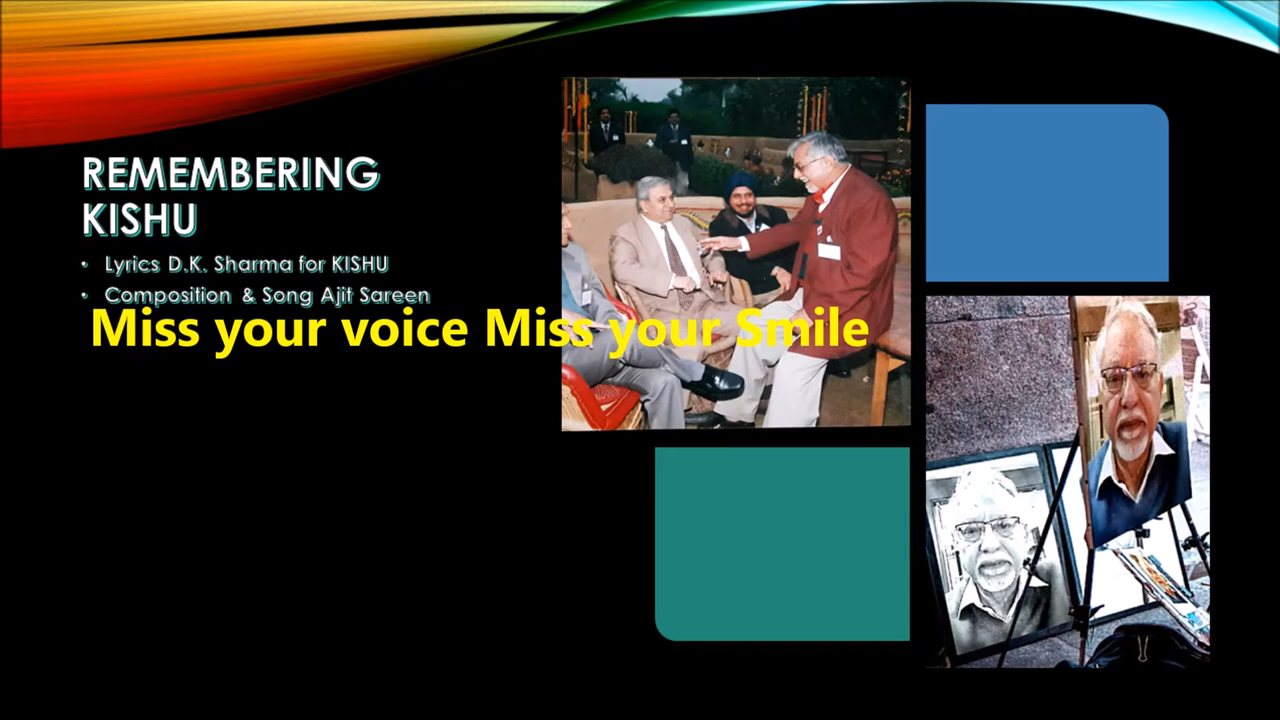 REMEMBERING
KISHU
• Lyrics D.K. Sharma for KISHU
• Composition & Song Ajit Sareen
Miss your voice Miss your Smile